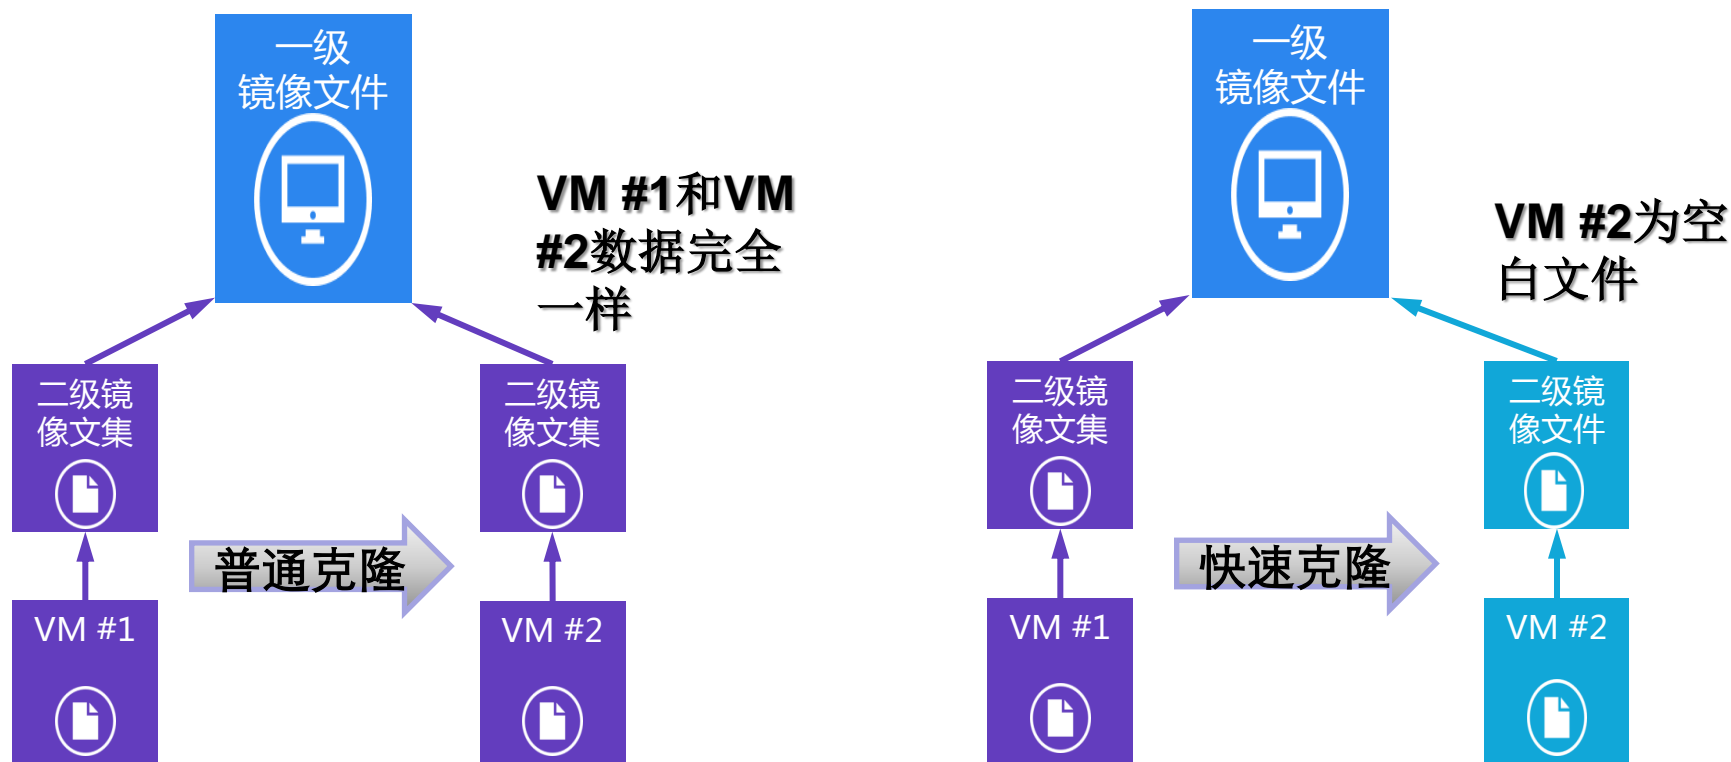 一级
镜像文件
VM #1和VM
#2数据完全
一样
二级镜
像文集
二级镜
像文集
普通克隆
VM #1
VM #2
一级
镜像文件
VM #2为空
白文件
二级镜
像文集
二级镜
像文件
快速克隆
VM #1
VM #2